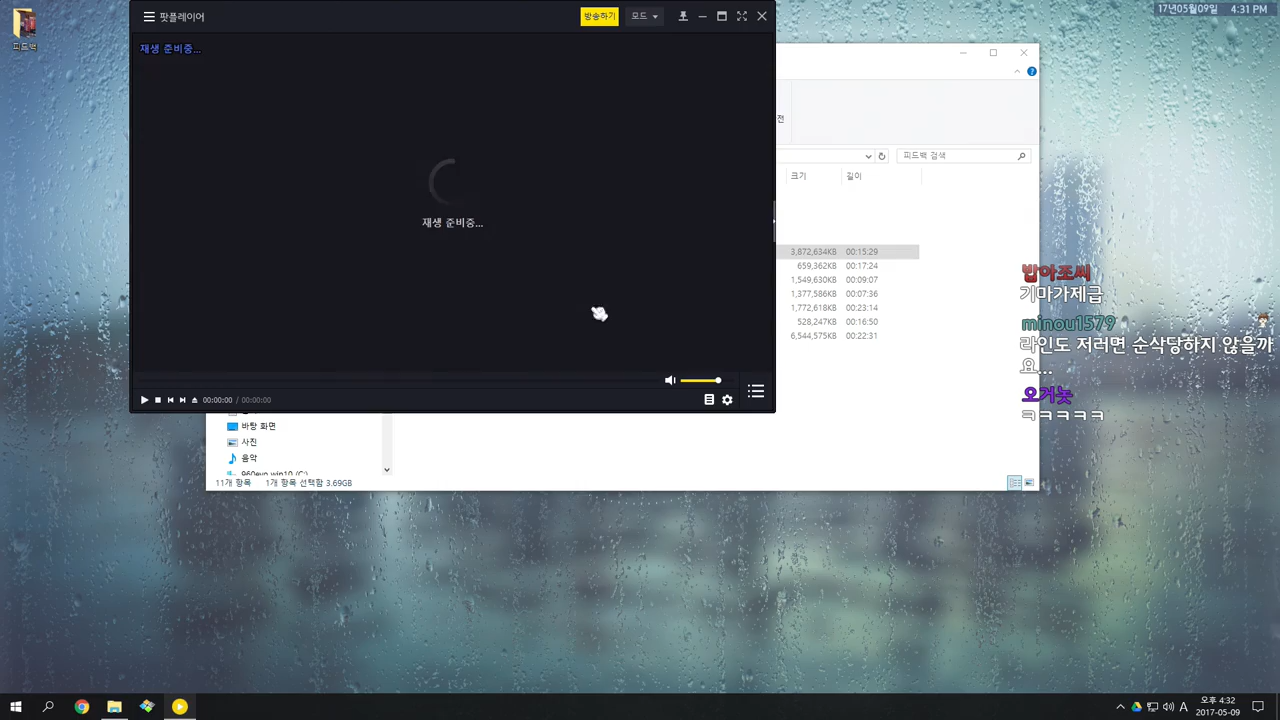 피드백
팟플레이어
방송하기
모드
17년05월09일 4:31 PM
재생 준비중...
재생 준비중...
전
피드백 검색
크기
길이
3,872,634KB 00:15:29
659,362KB 00:17:24
1,549,630KB 00:09:07
1,377,586KB 00:07:36
1,772,618KB 00:23:14
528,247KB 00:16:50
6,544,575KB 00:22:31
밥아조씨
기마가제급
minou1579
라인도 저러면 순삭당하지 않을까
요...
오거놋
ㅋㅋㅋㅋㅋ
00:00:00 / 00:00:00
바탕 화면
사진
음악
960evo win10 (C:)
11개 항목 1개 항목 선택함 3.69GB
A
오후 4:32
2017-05-09